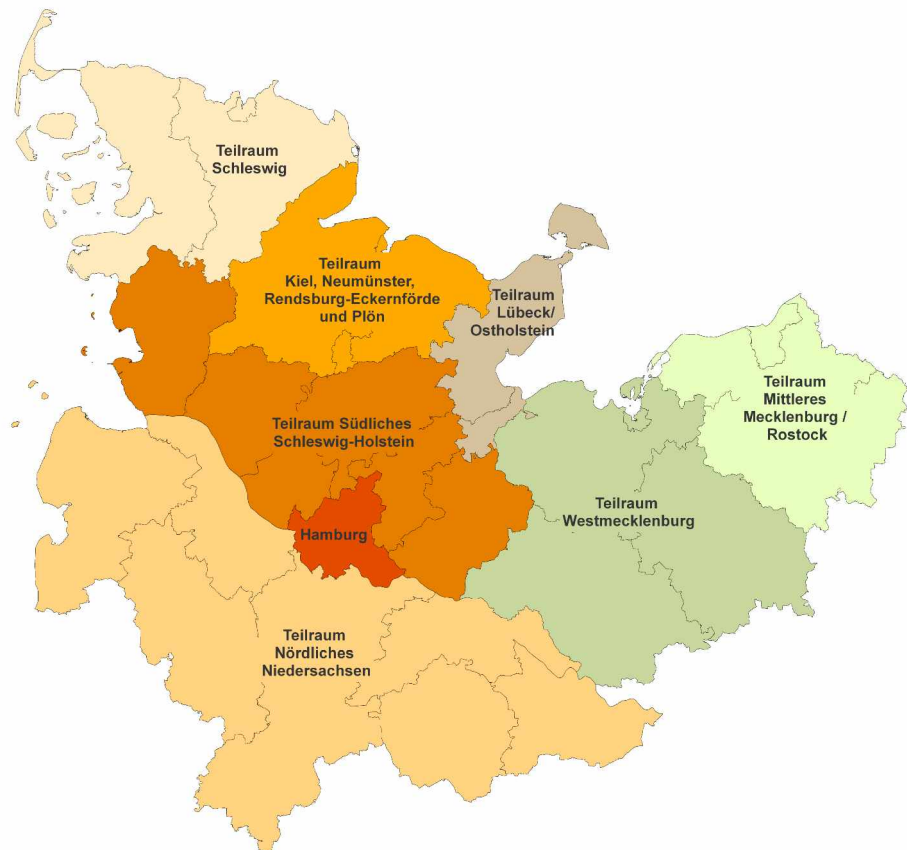 Teilraum
Schleswig
Teilraum
Kiel, Neumünster,
Rendsburg-Eckernförde
und Plön
Teilraum
Lübeck/
Ostholstein
Teilraum
Mittleres
Mecklenburg /
Rostock
Teilraum Südliches
Schleswig-Holstein
Teilraum
Westmecklenburg
Hamburg
Teilraum
Nördliches
Niedersachsen